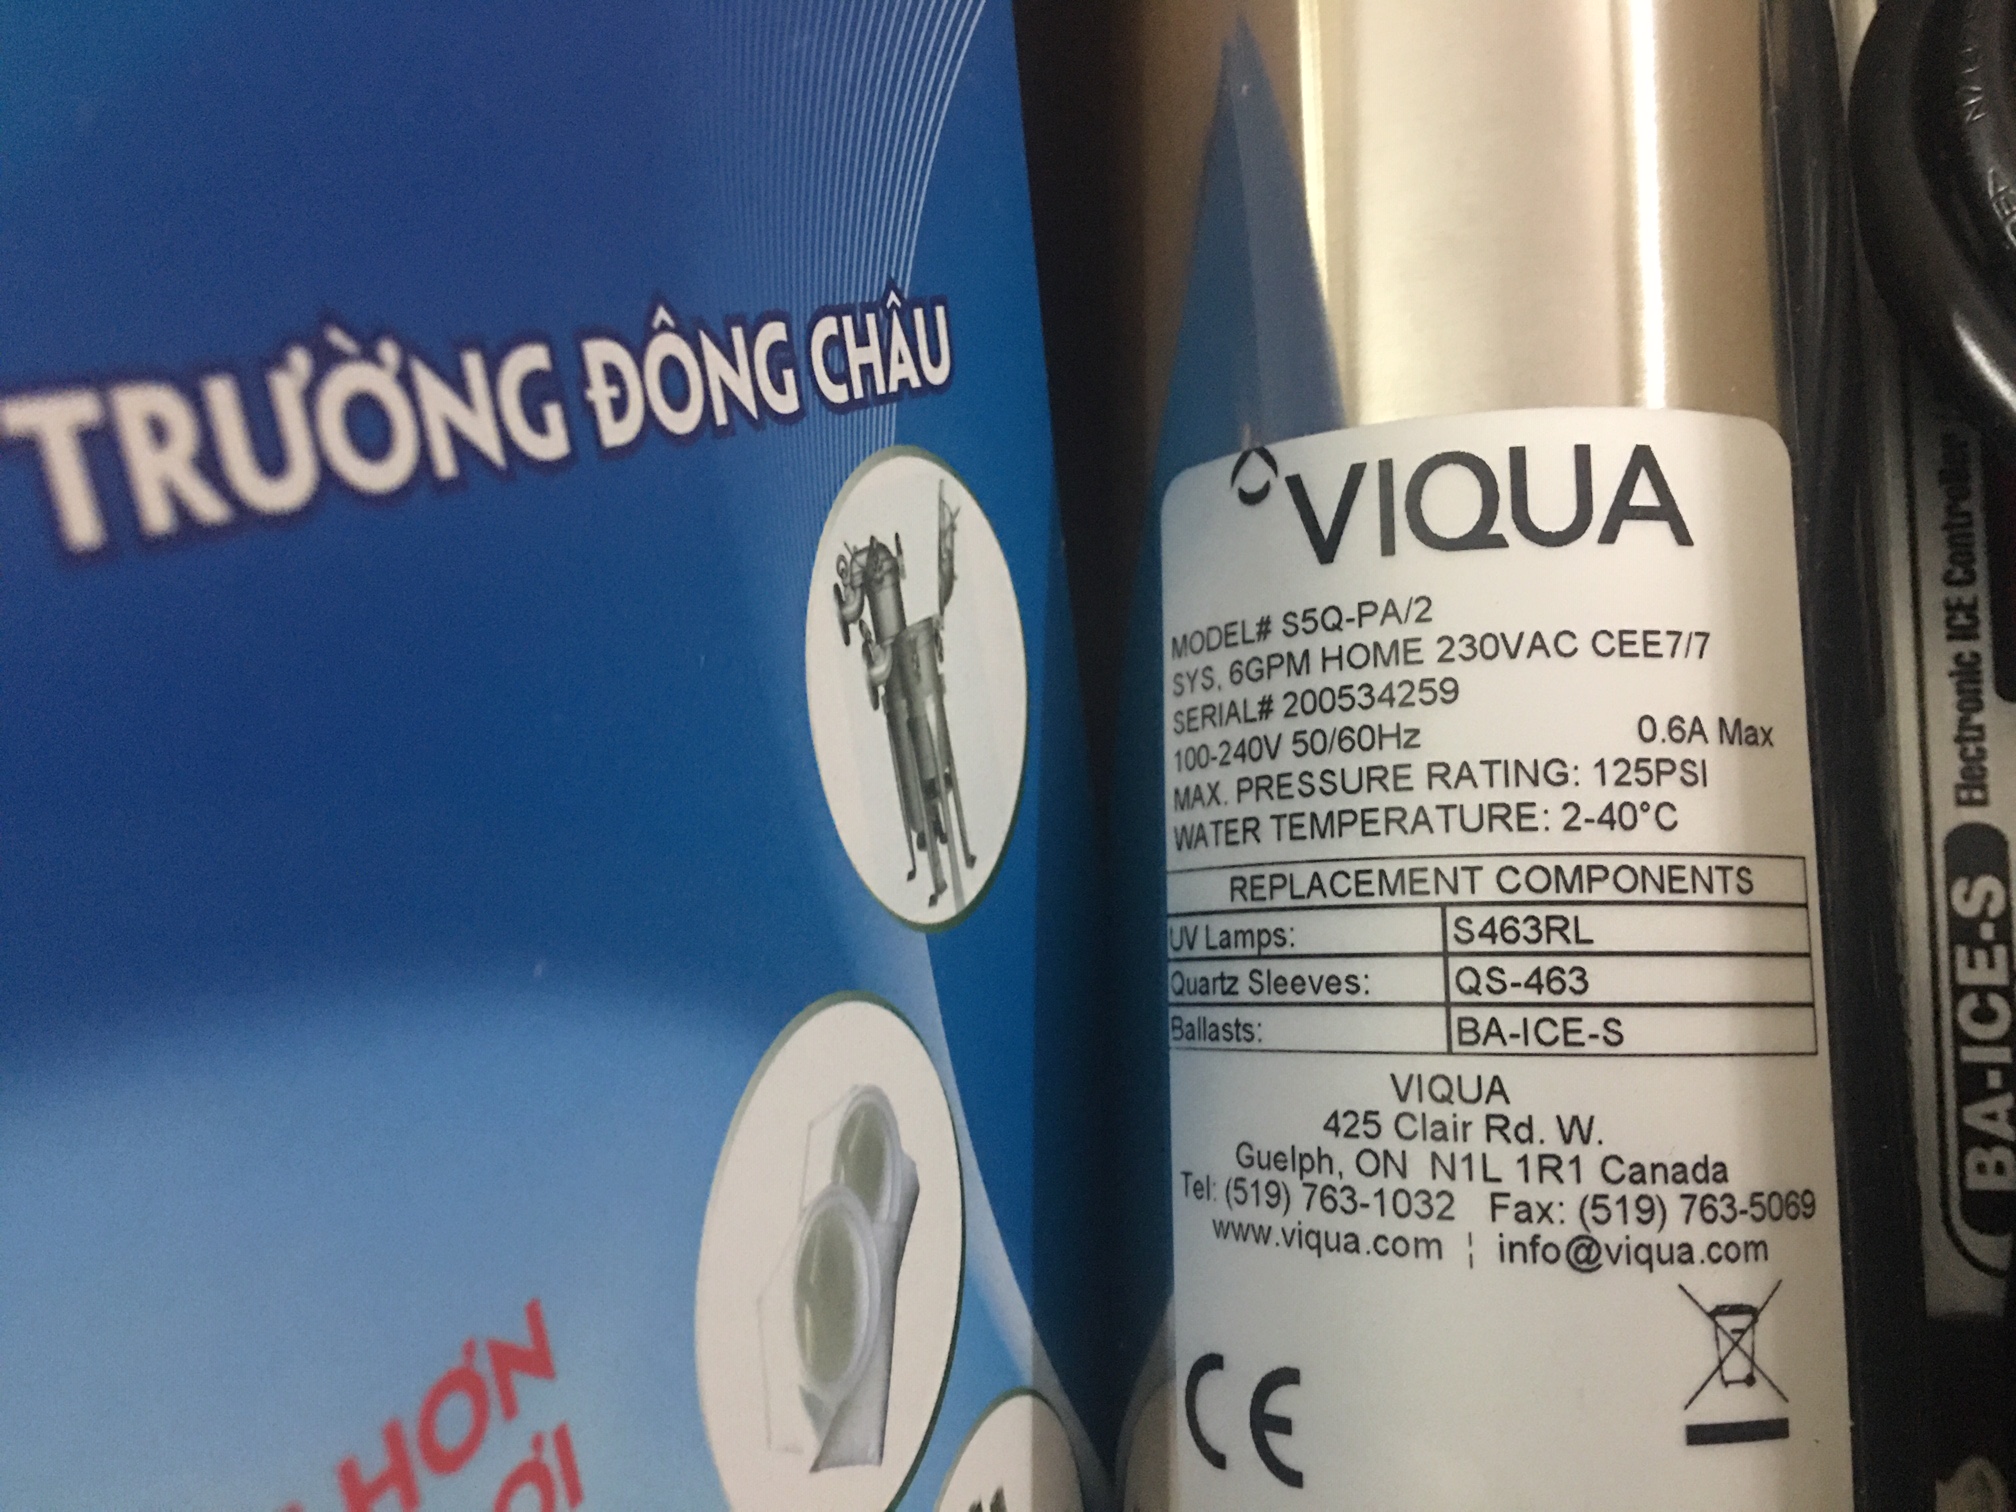 TRƯỜNG ĐÔNG CHÂU
HƠN
VIQUA
MODEL# S5Q-PA/2
SYS, 6GPM HOME 230VAC CEE7/7
SERIAL# 200534259
100-240V 50/60Hz 0.6A Max
MAX. PRESSURE RATING: 125PSI
WATER TEMPERATURE: 2-40°C
REPLACEMENT COMPONENTS
UV Lamps: S463RL
Quartz Sleeves: QS-463
Ballasts: BA-ICE-S
VIQUA
425 Clair Rd. W.
Guelph, ON N1L 1R1 Canada
Tel: (519) 763-1032 Fax: (519) 763-5069
www.viqua.com ¦ info@viqua.com
CE
BA-ICE-S Electronic ICE Controller